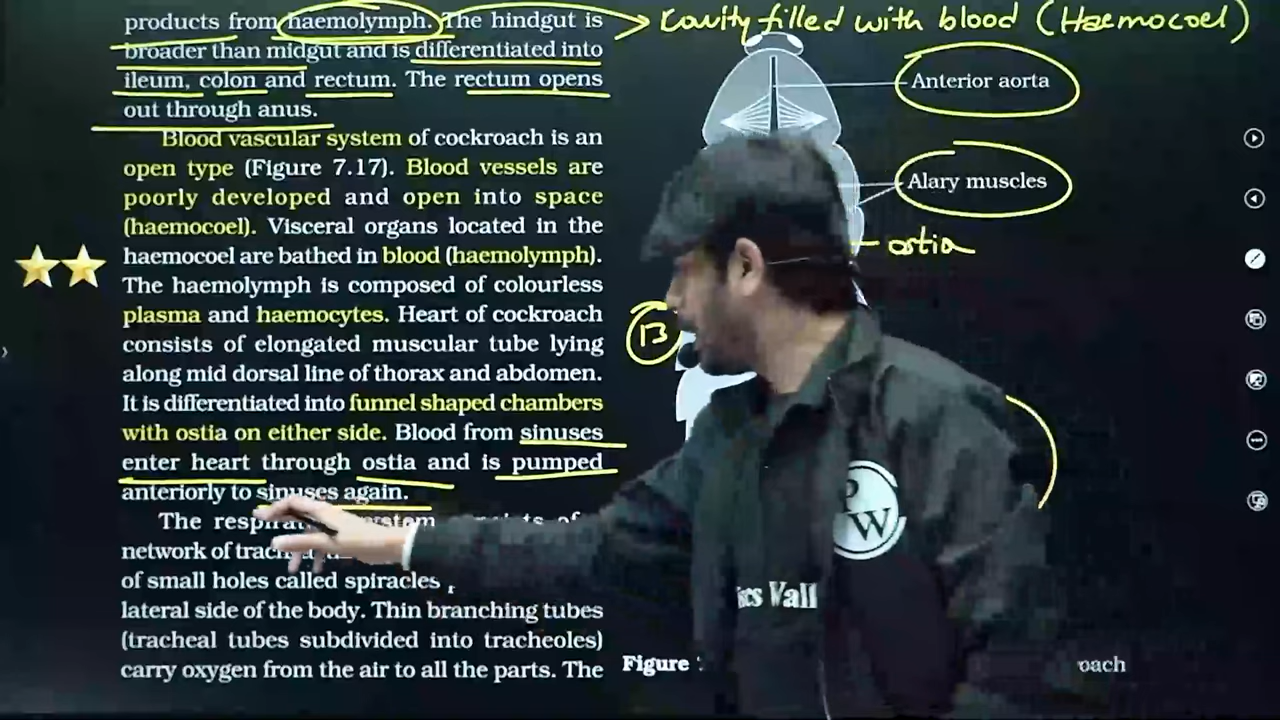 products from haemolymph. The hindgut is
broader than midgut and is differentiated into
ileum, colon and rectum. The rectum opens
out through anus.
Blood vascular system of cockroach is an
open type (Figure 7.17). Blood vessels are
poorly developed and open into space
(haemocoel). Visceral organs located in the
haemocoel are bathed in blood (haemolymph).
The haemolymph is composed of colourless
plasma and haemocytes. Heart of cockroach
consists of elongated muscular tube lying
along mid dorsal line of thorax and abdomen.
It is differentiated into funnel shaped chambers
with ostia on either side. Blood from sinuses
enter heart through ostia and is pumped
anteriorly to sinuses again.
The
network of
of small holes called spiracles
lateral side of the body. Thin branching tubes
(tracheal tubes subdivided into tracheoles)
carry oxygen from the air to all the parts. The
cavity filled with blood (Haemocoel)
Anterior aorta
Alary muscles
ostia
13
Figure
oach
P
W
ics Wall